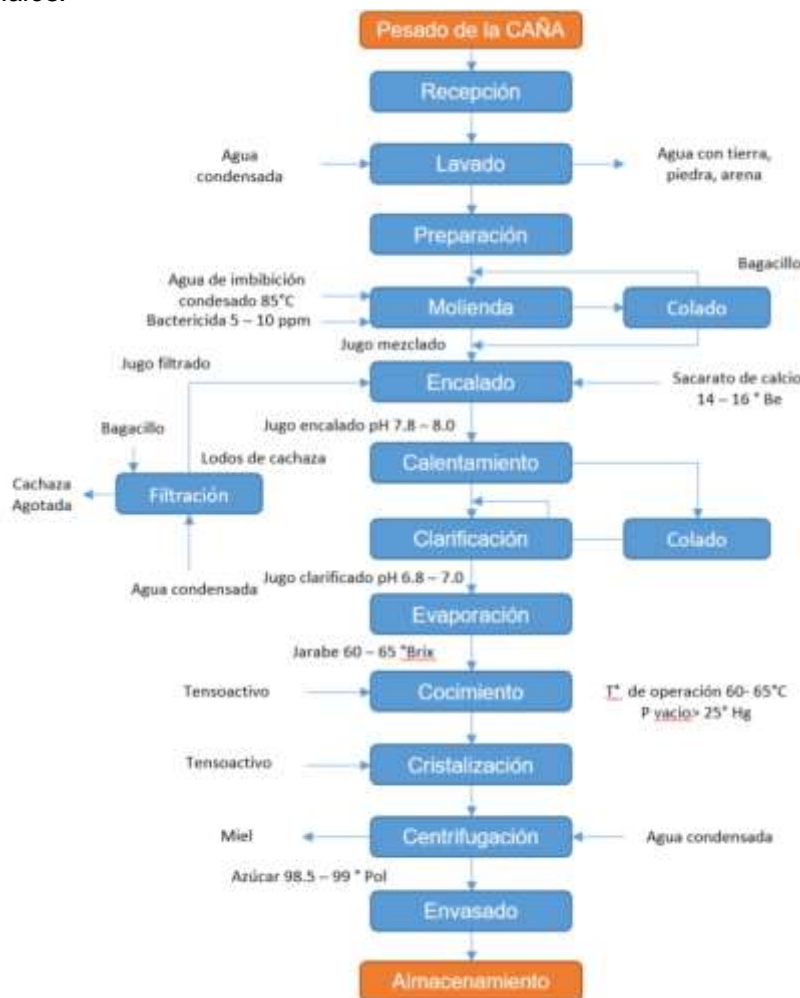 Pesado de la CAÑA
Recepción
Agua
condensada
Lavado
Agua con tierra,
piedra, arena
Preparación
Bagacillo
Agua de imbibición
condesado 85°C
Bactericida 5 – 10 ppm
Molienda
Colado
Jugo mezclado
Jugo filtrado
Encalado
Sacarato de calcio
14 – 16 ° Be
Jugo encalado pH 7.8 – 8.0
Bagacillo
Lodos de cachaza
Calentamiento
Cachaza
Agotada
Filtración
Clarificación
Colado
Jugo clarificado pH 6.8 – 7.0
Agua condensada
Evaporación
Jarabe 60 – 65 °Brix
Tensoactivo
Cocimiento
T° de operación 60- 65°C
P vacio> 25° Hg
Tensoactivo
Cristalización
Miel
Centrifugación
Agua condensada
Azúcar 98.5 – 99 ° Pol
Envasado
Almacenamiento